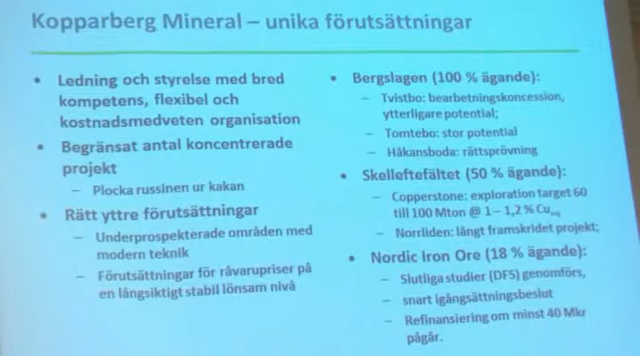 Kopparberg Mineral – unika förutsättningar
• Ledning och styrelse med bred
kompetens, flexibel och
kostnadsmedveten organisation
• Begränsat antal koncentrerade
projekt
– Plocka russinen ur kakan
• Rätt yttre förutsättningar
– Underprospekterade områden med
modern teknik
– Förutsättningar för råvarupriser på
en långsiktigt stabil lönsam nivå
• Bergslagen (100 % ägande):
– Tvistbo: bearbetningskoncession,
ytterligare potential;
– Tomtebo: stor potential
– Håkansboda: rättsprövning
• Skelleftefältet (50 % ägande):
– Copperstone: exploration target 60
till 100 Mton @ 1– 1,2 % Cueq
– Norrliden: långt framskridet projekt;
• Nordic Iron Ore (18 % ägande):
– Slutliga studier (DFS) genomförs,
– snart igångsättningsbeslut
– Refinansiering om minst 40 Mkr
pågår.